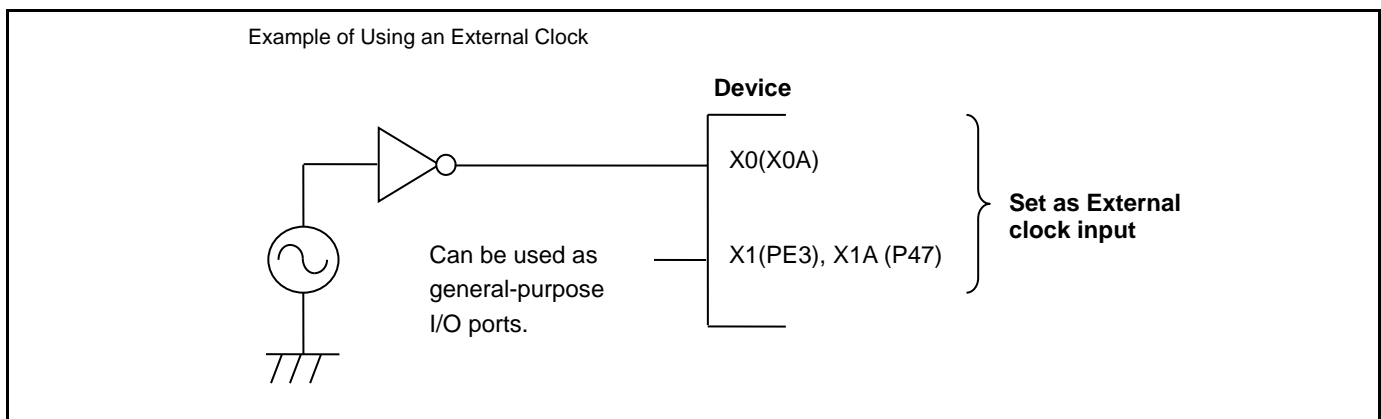 Example of Using an External Clock
Device
X0(X0A)
Set as External
clock input
Can be used as
general-purpose
I/O ports.
X1(PE3), X1A (P47)